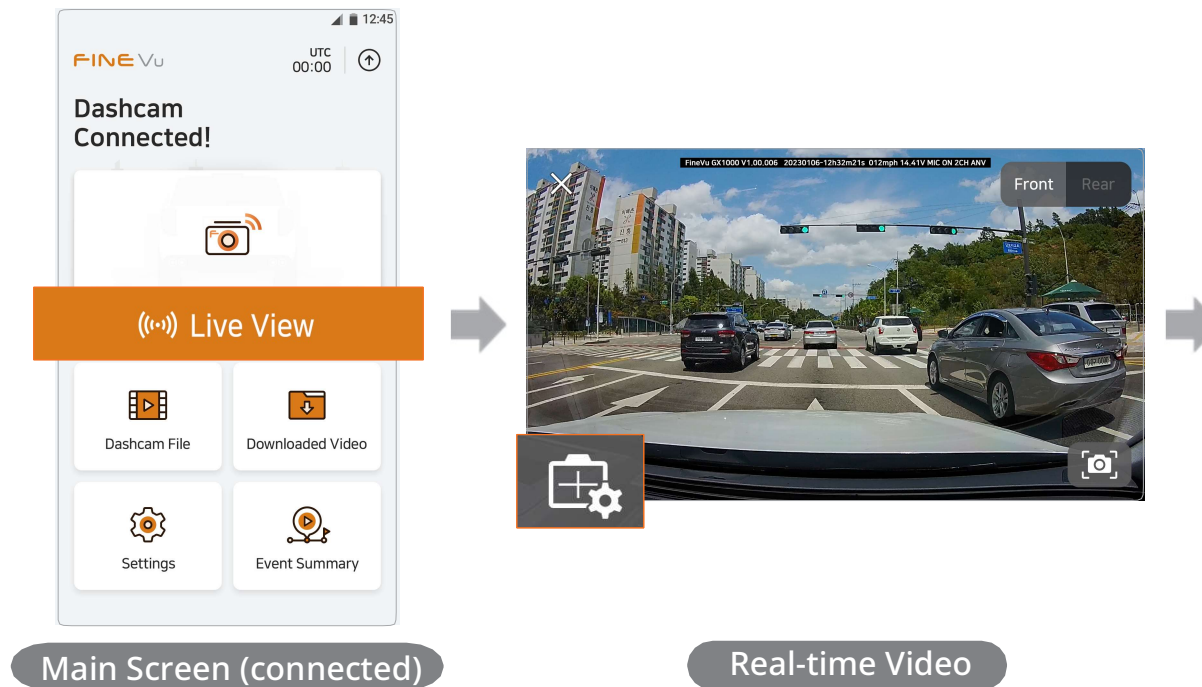 12:45
FINEVu
UTC
00:00
Dashcam
Connected!
Live View
Dashcam File
Downloaded Video
Settings
Event Summary
Main Screen (connected)
FineVu GX1000 V1.00.006 20230106-12h32m21s 012mph 14.41V MIC ON 2CH ANV
Front
Rear
Real-time Video